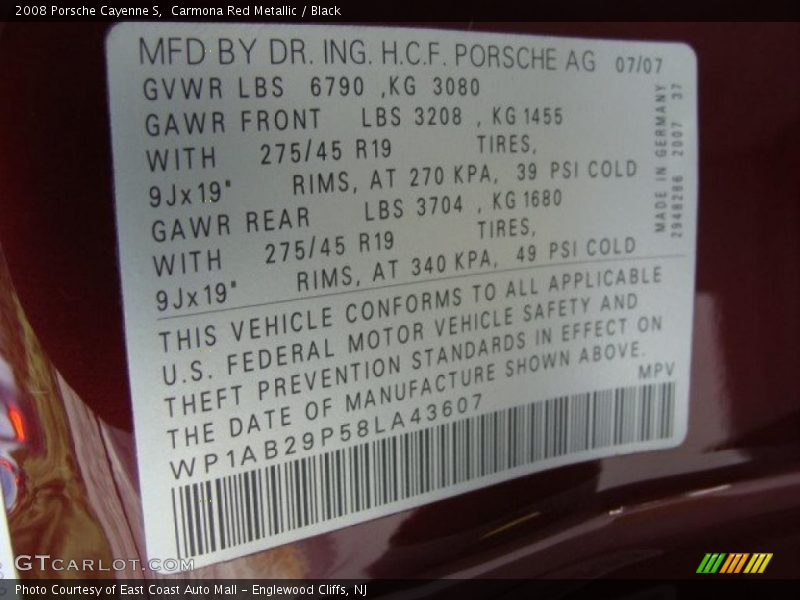 2008 Porsche Cayenne S,  Carmona Red Metallic / Black
MFD BY DR. ING. H.C.F. PORSCHE AG 07/07
GVWR LBS 6790 ,KG 3080
GAWR FRONT LBS 3208 , KG 1455
WITH 275/45 R19 TIRES,
9Jx19" RIMS, AT 270 KPA, 39 PSI COLD
GAWR REAR LBS 3704 , KG 1680
WITH 275/45 R19 TIRES,
9Jx19" RIMS, AT 340 KPA, 49 PSI COLD
THIS VEHICLE CONFORMS TO ALL APPLICABLE
U.S. FEDERAL MOTOR VEHICLE SAFETY AND
THEFT PREVENTION STANDARDS IN EFFECT ON
THE DATE OF MANUFACTURE SHOWN ABOVE.
MPV
WP1AB29P58LA43607
MADE IN GERMANY
2948286 2007 37
GTCARLOT.COM
Photo Courtesy of East Coast Auto Mall - Englewood Cliffs, NJ